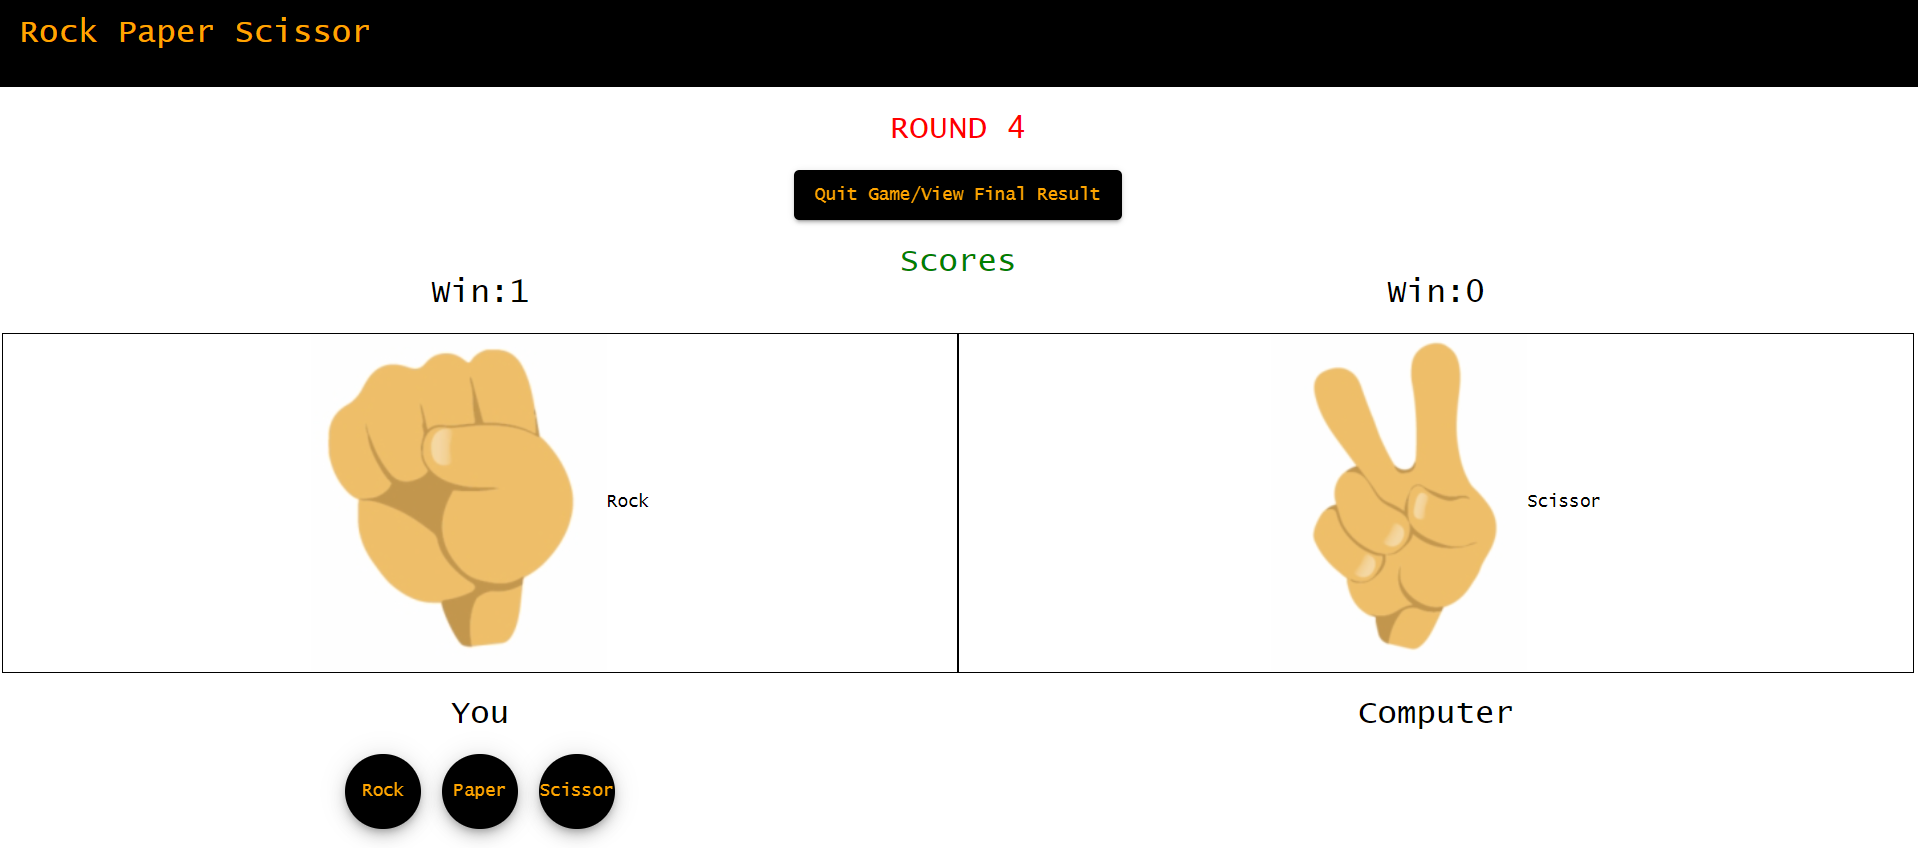 Rock Paper Scissor
ROUND 4
Quit Game/View Final Result
Scores
Win:1
Win:0
Rock
Scissor
You
Computer
Rock
Paper
Scissor